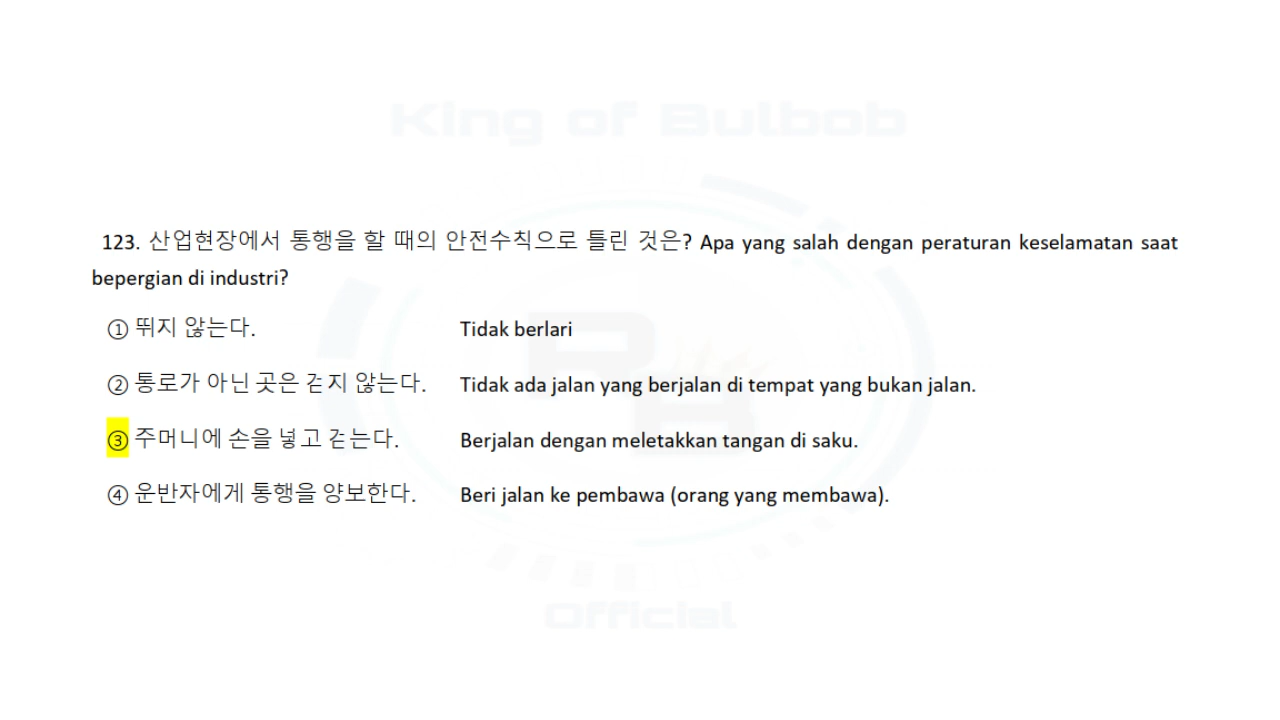 King of Bulbob
123. 산업현장에서 통행을 할 때의 안전수칙으로 틀린 것은? Apa yang salah dengan peraturan keselamatan saat
bepergian di industri?
① 뛰지 않는다. Tidak berlari
② 통로가 아닌 곳은 걷지 않는다. Tidak ada jalan yang berjalan di tempat yang bukan jalan.
③ 주머니에 손을 넣고 걷는다. Berjalan dengan meletakkan tangan di saku.
④ 운반자에게 통행을 양보한다. Beri jalan ke pembawa (orang yang membawa).
Official